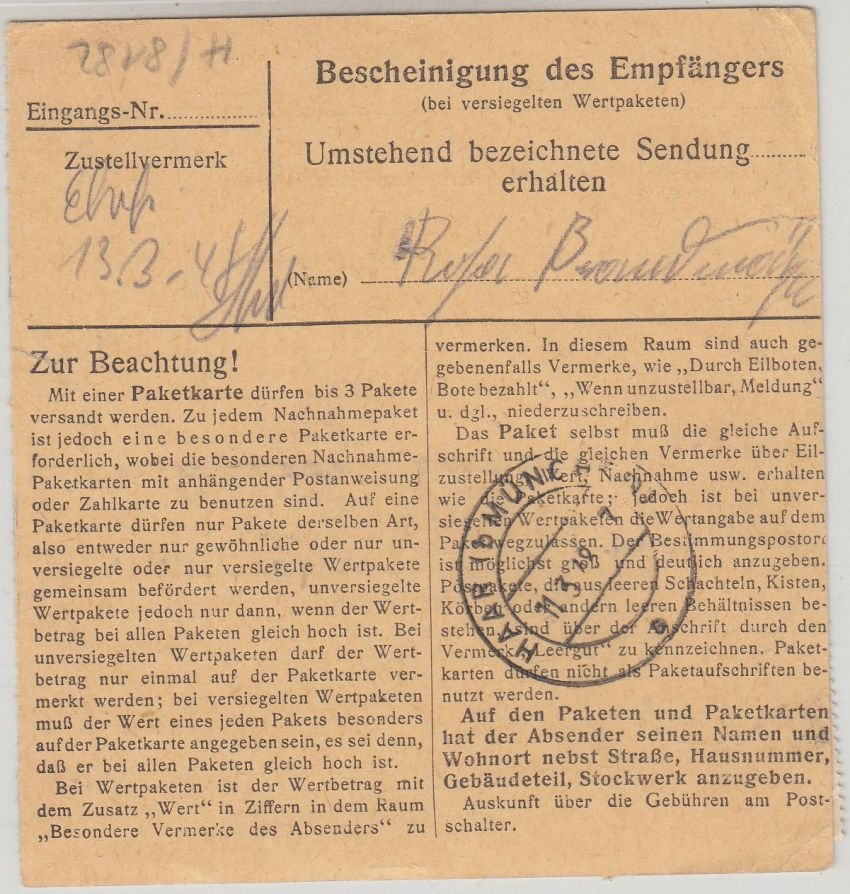 Eingangs-Nr.
Zustellvermerk
13.3.-4
Bescheinigung des Empfängers
(bei versiegelten Wertpaketen)
Umstehend bezeichnete Sendung
erhalten
(Name) Rosa
Zur Beachtung!
Mit einer Paketkarte dürfen bis 3 Pakete
versandt werden. Zu jedem Nachnahmepaket
ist jedoch eine besondere Paketkarte er-
forderlich, wobei die besonderen Nachnahme-
Paketkarten mit anhängender Postanweisung
oder Zahlkarte zu benutzen sind. Auf eine
Paketkarte dürfen nur Pakete derselben Art,
also entweder nur gewöhnliche oder nur un-
versiegelte oder nur versiegelte Wertpakete
gemeinsam befördert werden, unversiegelte
Wertpakete jedoch nur dann, wenn der Wert-
betrag bei allen Paketen gleich hoch ist. Bei
unversiegelten Wertpaketen darf der Wert-
betrag nur einmal auf der Paketkarte ver-
merkt werden; bei versiegelten Wertpaketen
muß der Wert eines jeden Pakets besonders
auf der Paketkarte angegeben sein, es sei denn,
daß er bei allen Paketen gleich hoch ist.
Bei Wertpaketen ist der Wertbetrag mit
dem Zusatz „Wert“ in Ziffern in dem Raum
„Besondere Vermerke des Absenders“ zu
vermerken. In diesem Raum sind auch ge-
gebenenfalls Vermerke, wie „Durch Eilboten,
Bote bezahlt“, „Wenn unzustellbar, Meldung“
u. dgl., niederzuschreiben.
Das Paket selbst muß die gleiche Auf-
schrift und die gleichen Vermerke über Eil-
zustellung, Wert, Nachnahme usw. erhalten
wie die Paketkarte; jedoch ist bei unver-
siegelten Wertpaketen die Wertangabe auf dem
Paket wegzulassen. Der Bestimmungspostort
ist möglichst groß und deutlich anzugeben.
Postpakete, die aus leeren Schachteln, Kisten,
Körben oder andern leeren Behältnissen be-
stehen, sind über der Anschrift durch den
Vermerk „Leergut“ zu kennzeichnen. Paket-
karten dürfen nicht als Paketaufschriften be-
nutzt werden.
Auf den Paketen und Paketkarten
hat der Absender seinen Namen und
Wohnort nebst Straße, Hausnummer,
Gebäudeteil, Stockwerk anzugeben.
Auskunft über die Gebühren am Post-
schalter.
HAAR b MÜNCHEN
11.3.48